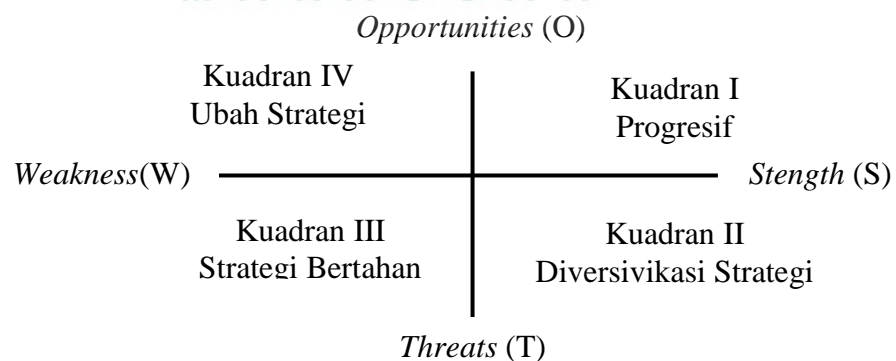 Opportunities (O)
Kuadran IV
Ubah Strategi
Kuadran I
Progresif
Weakness(W)
Stength (S)
Kuadran III
Strategi Bertahan
Kuadran II
Diversivikasi Strategi
Threats (T)